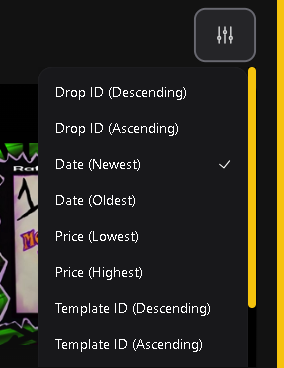 Drop ID (Descending)
Drop ID (Ascending)
Date (Newest)
Date (Oldest)
Price (Lowest)
Price (Highest)
Template ID (Descending)
Template ID (Ascending)